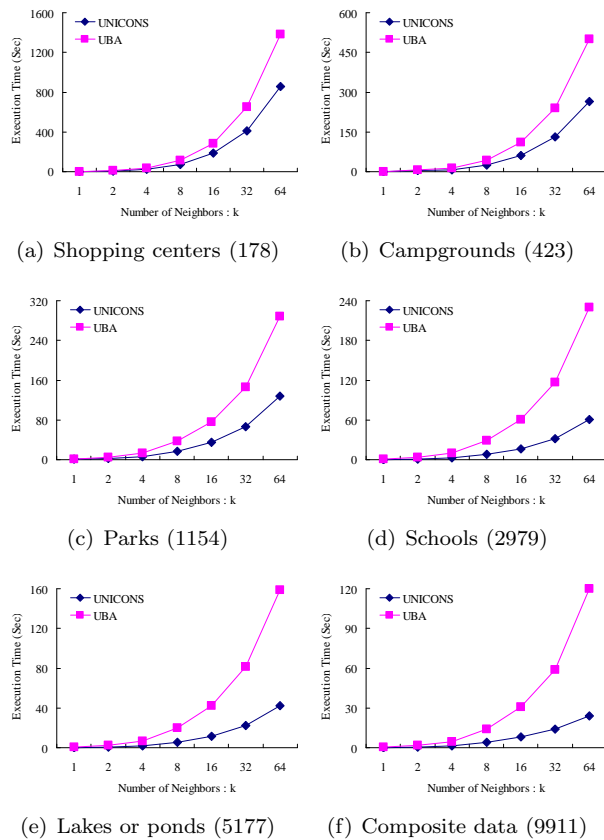 1600
1200
800
400
0
Execution Time (Sec)
UNICONS
UBA
1 2 4 8 16 32 64
Number of Neighbors : k
(a) Shopping centers (178)
600
450
300
150
0
Execution Time (Sec)
UNICONS
UBA
1 2 4 8 16 32 64
Number of Neighbors : k
(b) Campgrounds (423)
320
240
160
80
0
Execution Time (Sec)
UNICONS
UBA
1 2 4 8 16 32 64
Number of Neighbors : k
(c) Parks (1154)
240
180
120
60
0
Execution Time (Sec)
UNICONS
UBA
1 2 4 8 16 32 64
Number of Neighbors : k
(d) Schools (2979)
160
120
80
40
0
Execution Time (Sec)
UNICONS
UBA
1 2 4 8 16 32 64
Number of Neighbors : k
(e) Lakes or ponds (5177)
120
90
60
30
0
Execution Time (Sec)
UNICONS
UBA
1 2 4 8 16 32 64
Number of Neighbors : k
(f) Composite data (9911)